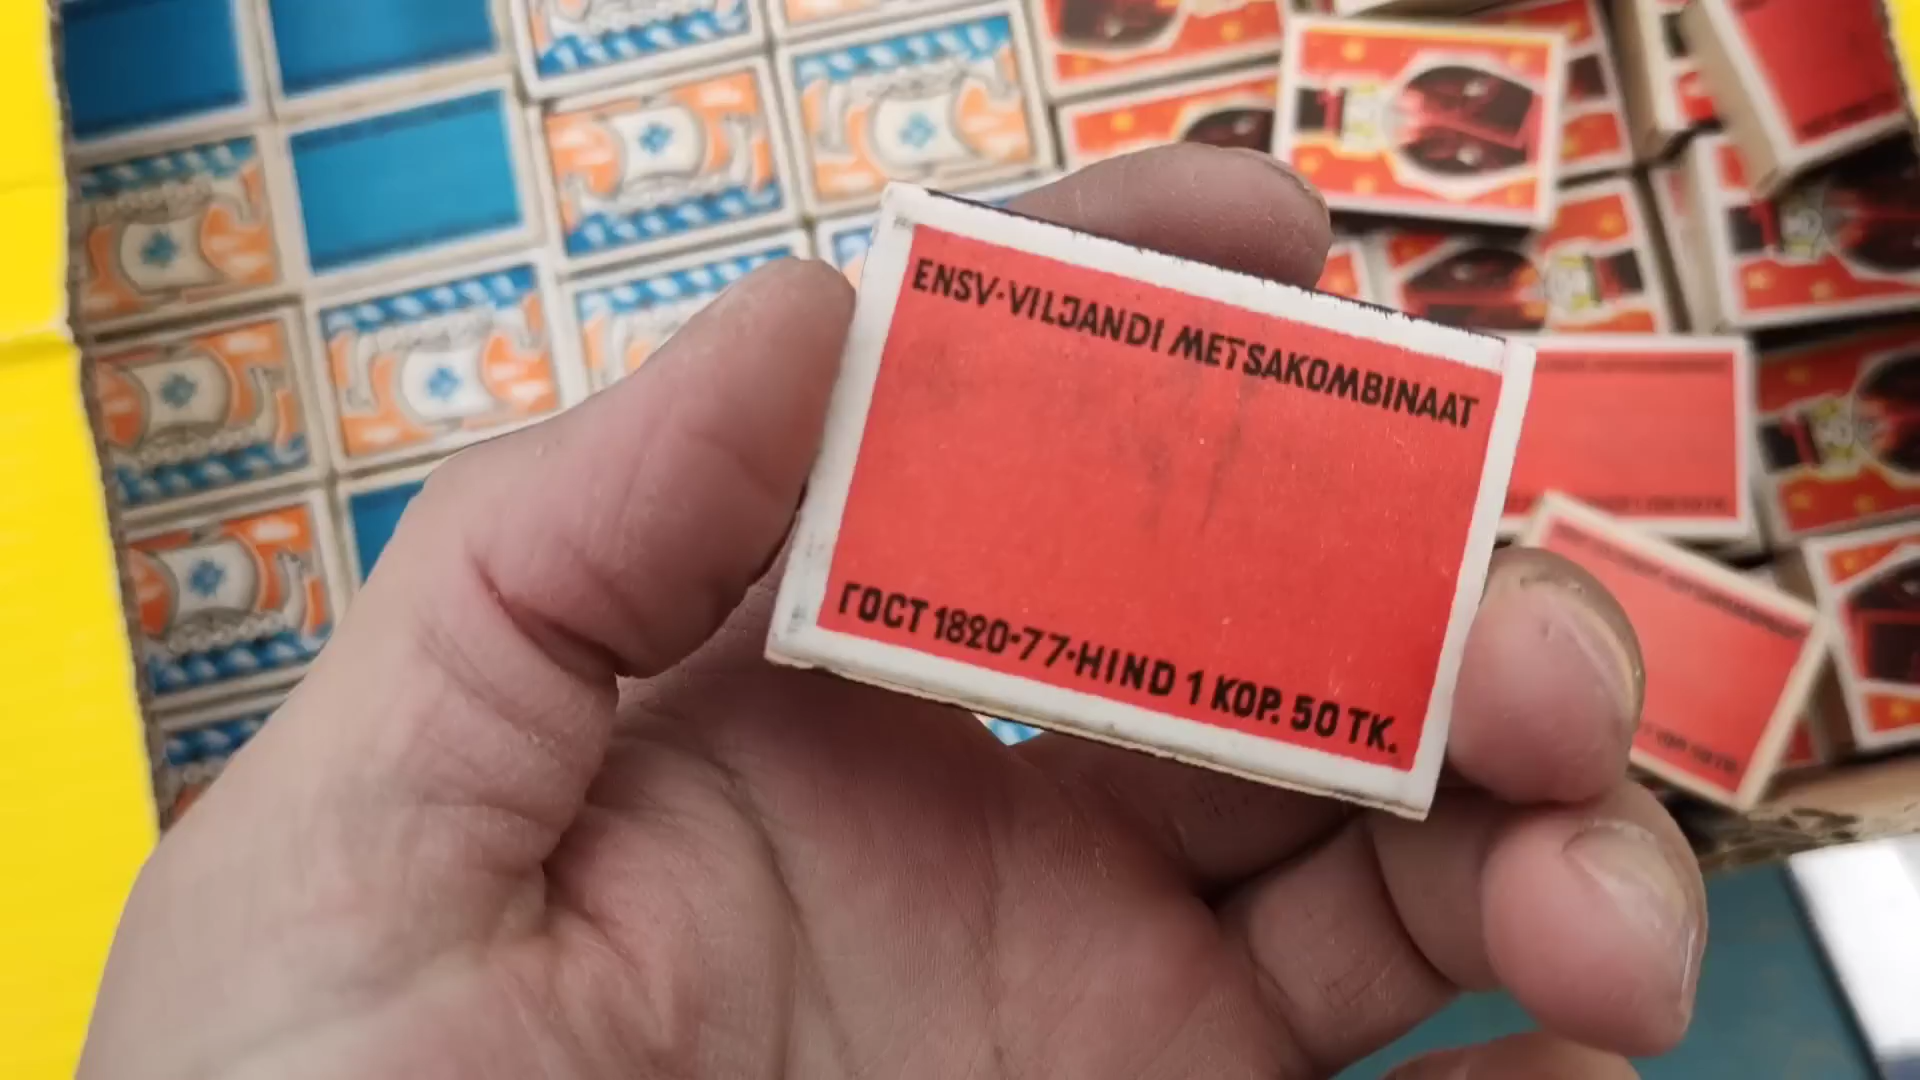 ENSV·VILJANDI METSAKOMBINAAT
ГОСТ 1820-77·HIND 1 KOP. 50 TK.